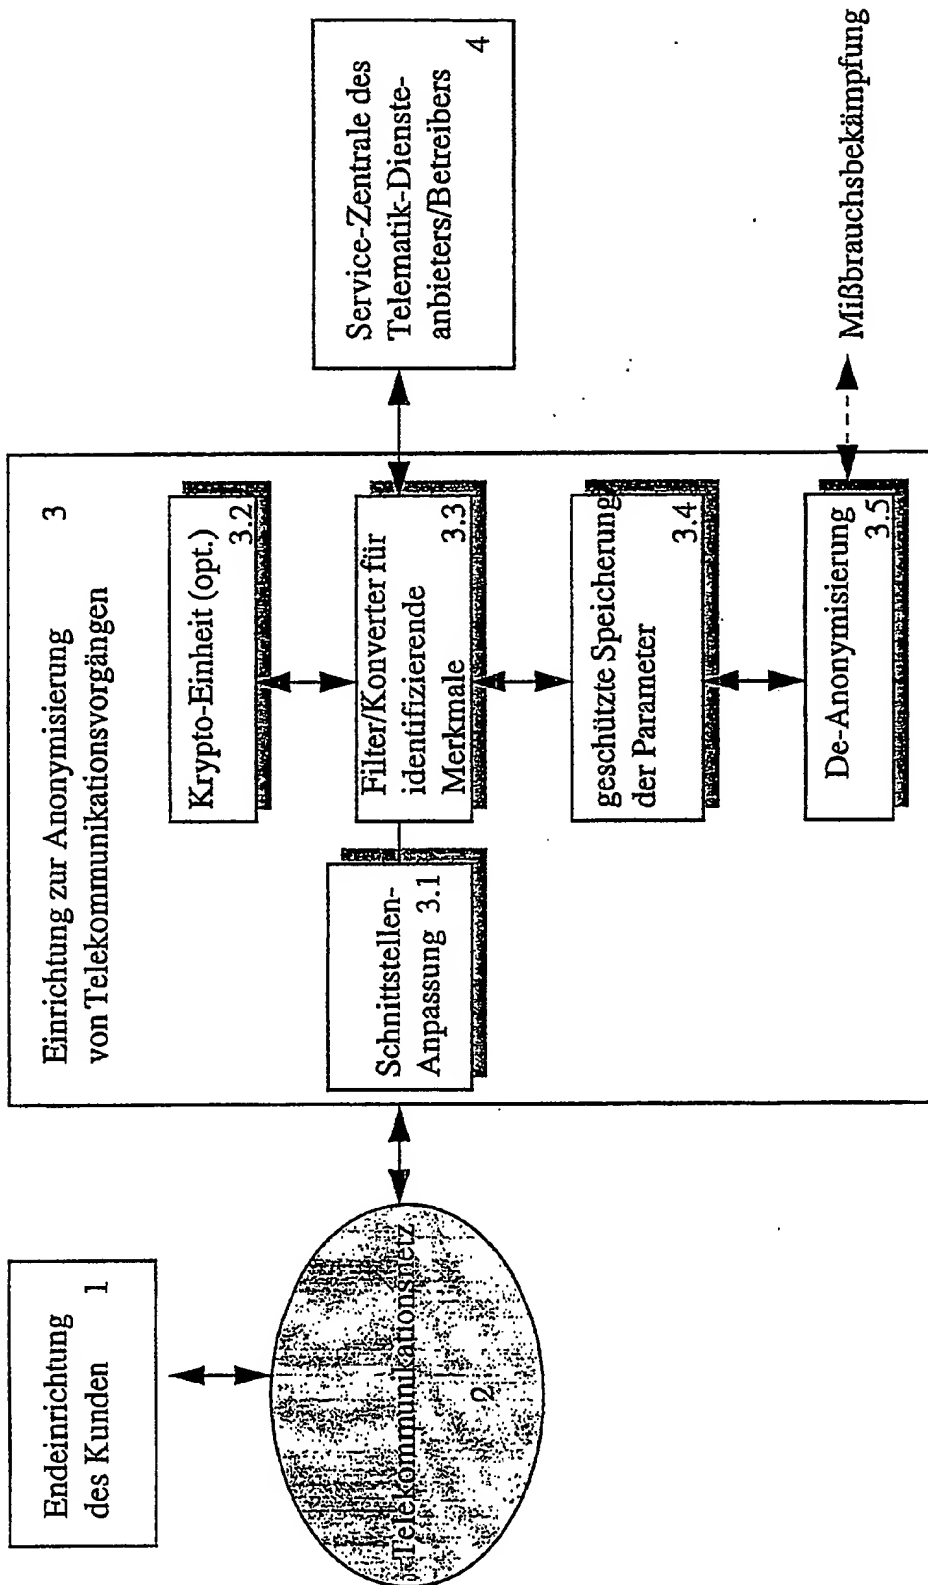 Endeinrichtung
des Kunden 1
Telekommunikationsnetz
2
Einrichtung zur Anonymisierung 3
von Telekommunikationsvorgängen
Schnittstellen-
Anpassung 3.1
Krypto-Einheit (opt.)
3.2
Filter/Konverter für
identifizierende
Merkmale 3.3
geschützte Speicherung
der Parameter 3.4
De-Anonymisierung
3.5
Service-Zentrale des
Telematik-Dienste-
anbieters/Betreibers
4
Mißbrauchsbekämpfung